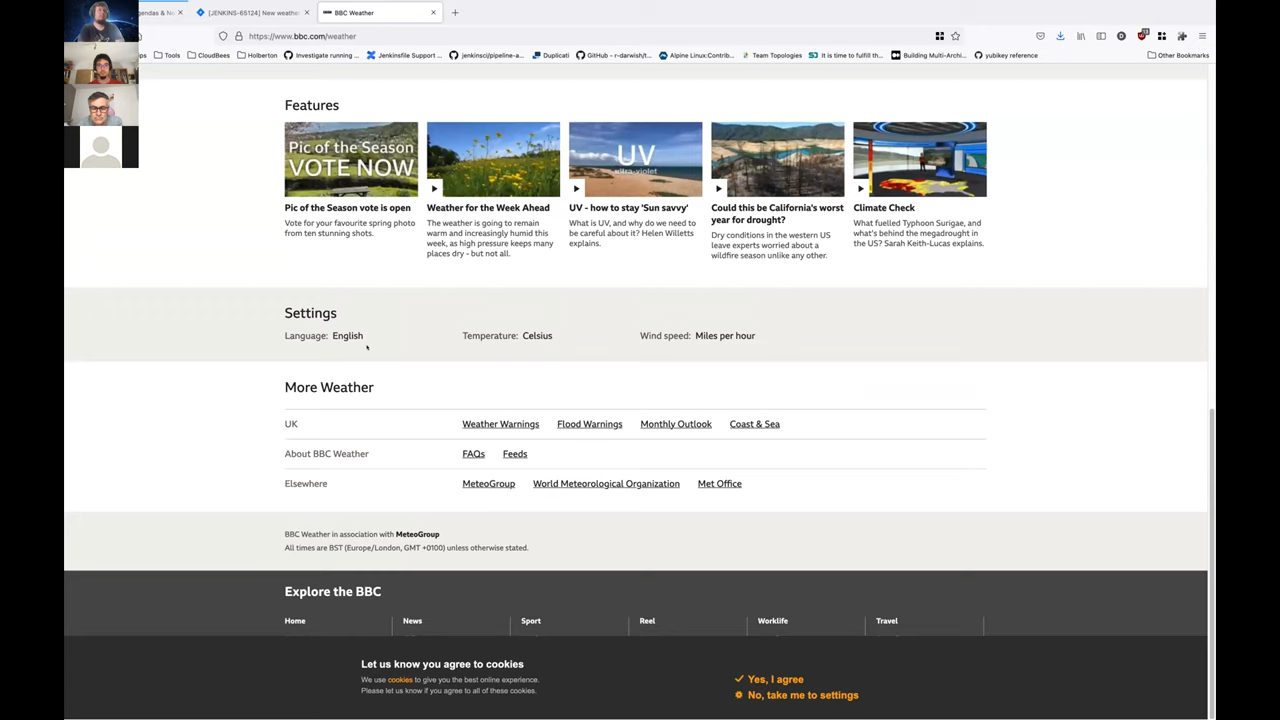 agendas & N
[JENKINS-65124] New weathe
BBC Weather
https://www.bbc.com/weather
Tools
CloudBees
Holberton
Investigate running ...
Jenkinsfile Support ...
jenkinsci/pipeline-a...
Duplicati
GitHub - r-darwish/t...
Alpine Linux:Contrib...
Team Topologies
It is time to fulfill th...
Building Multi-Archi...
yubikey reference
Other Bookmarks
Features
Pic of the Season
VOTE NOW
UV
ultra-violet
Pic of the Season vote is open
Vote for your favourite spring photo
from ten stunning shots.
Weather for the Week Ahead
The weather is going to remain
warm and increasingly humid this
week, as high pressure keeps many
places dry - but not all.
UV - how to stay 'Sun savvy'
What is UV, and why do we need to
be careful about it? Helen Willetts
explains.
Could this be California's worst
year for drought?
Dry conditions in the western US
leave experts worried about a
wildfire season unlike any other.
Climate Check
What fuelled Typhoon Surigae, and
what's behind the megadrought in
the US? Sarah Keith-Lucas explains.
Settings
Language: English
Temperature: Celsius
Wind speed: Miles per hour
More Weather
UK
Weather Warnings
Flood Warnings
Monthly Outlook
Coast & Sea
About BBC Weather
FAQs
Feeds
Elsewhere
MeteoGroup
World Meteorological Organization
Met Office
BBC Weather in association with MeteoGroup
All times are BST (Europe/London, GMT +0100) unless otherwise stated.
Explore the BBC
Home
News
Sport
Reel
Worklife
Travel
Let us know you agree to cookies
We use cookies to give you the best online experience.
Please let us know if you agree to all of these cookies.
Yes, I agree
No, take me to settings